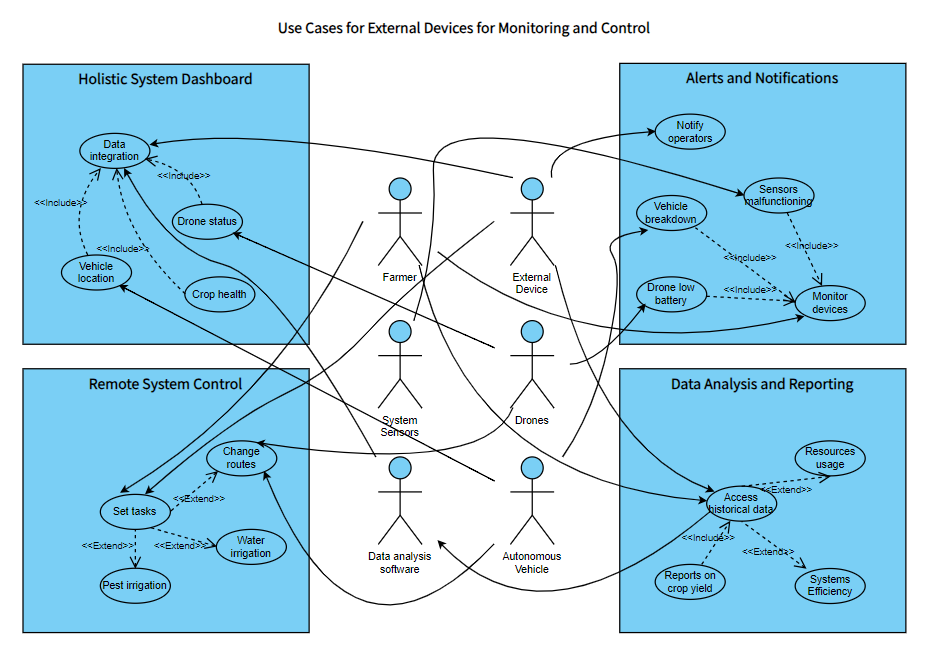 Use Cases for External Devices for Monitoring and Control
Holistic System Dashboard
Data
integration
<<Include>>
<<Include>>
Drone status
<<Include>>
Vehicle
location
Crop health
Alerts and Notifications
Notify
operators
Sensors
malfunctioning
Vehicle
breakdown
<<Include>>
<<Include>>
Drone low
battery
<<Include>>
Monitor
devices
Farmer
External
Device
System
Sensors
Drones
Data analysis
software
Autonomous
Vehicle
Remote System Control
Change
routes
<<Extend>>
Set tasks
<<Extend>>
<<Extend>>
Water
irrigation
Pest irrigation
Data Analysis and Reporting
Resources
usage
<<Extend>>
Access
historical data
<<Include>>
<<Extend>>
Reports on
crop yield
Systems
Efficiency